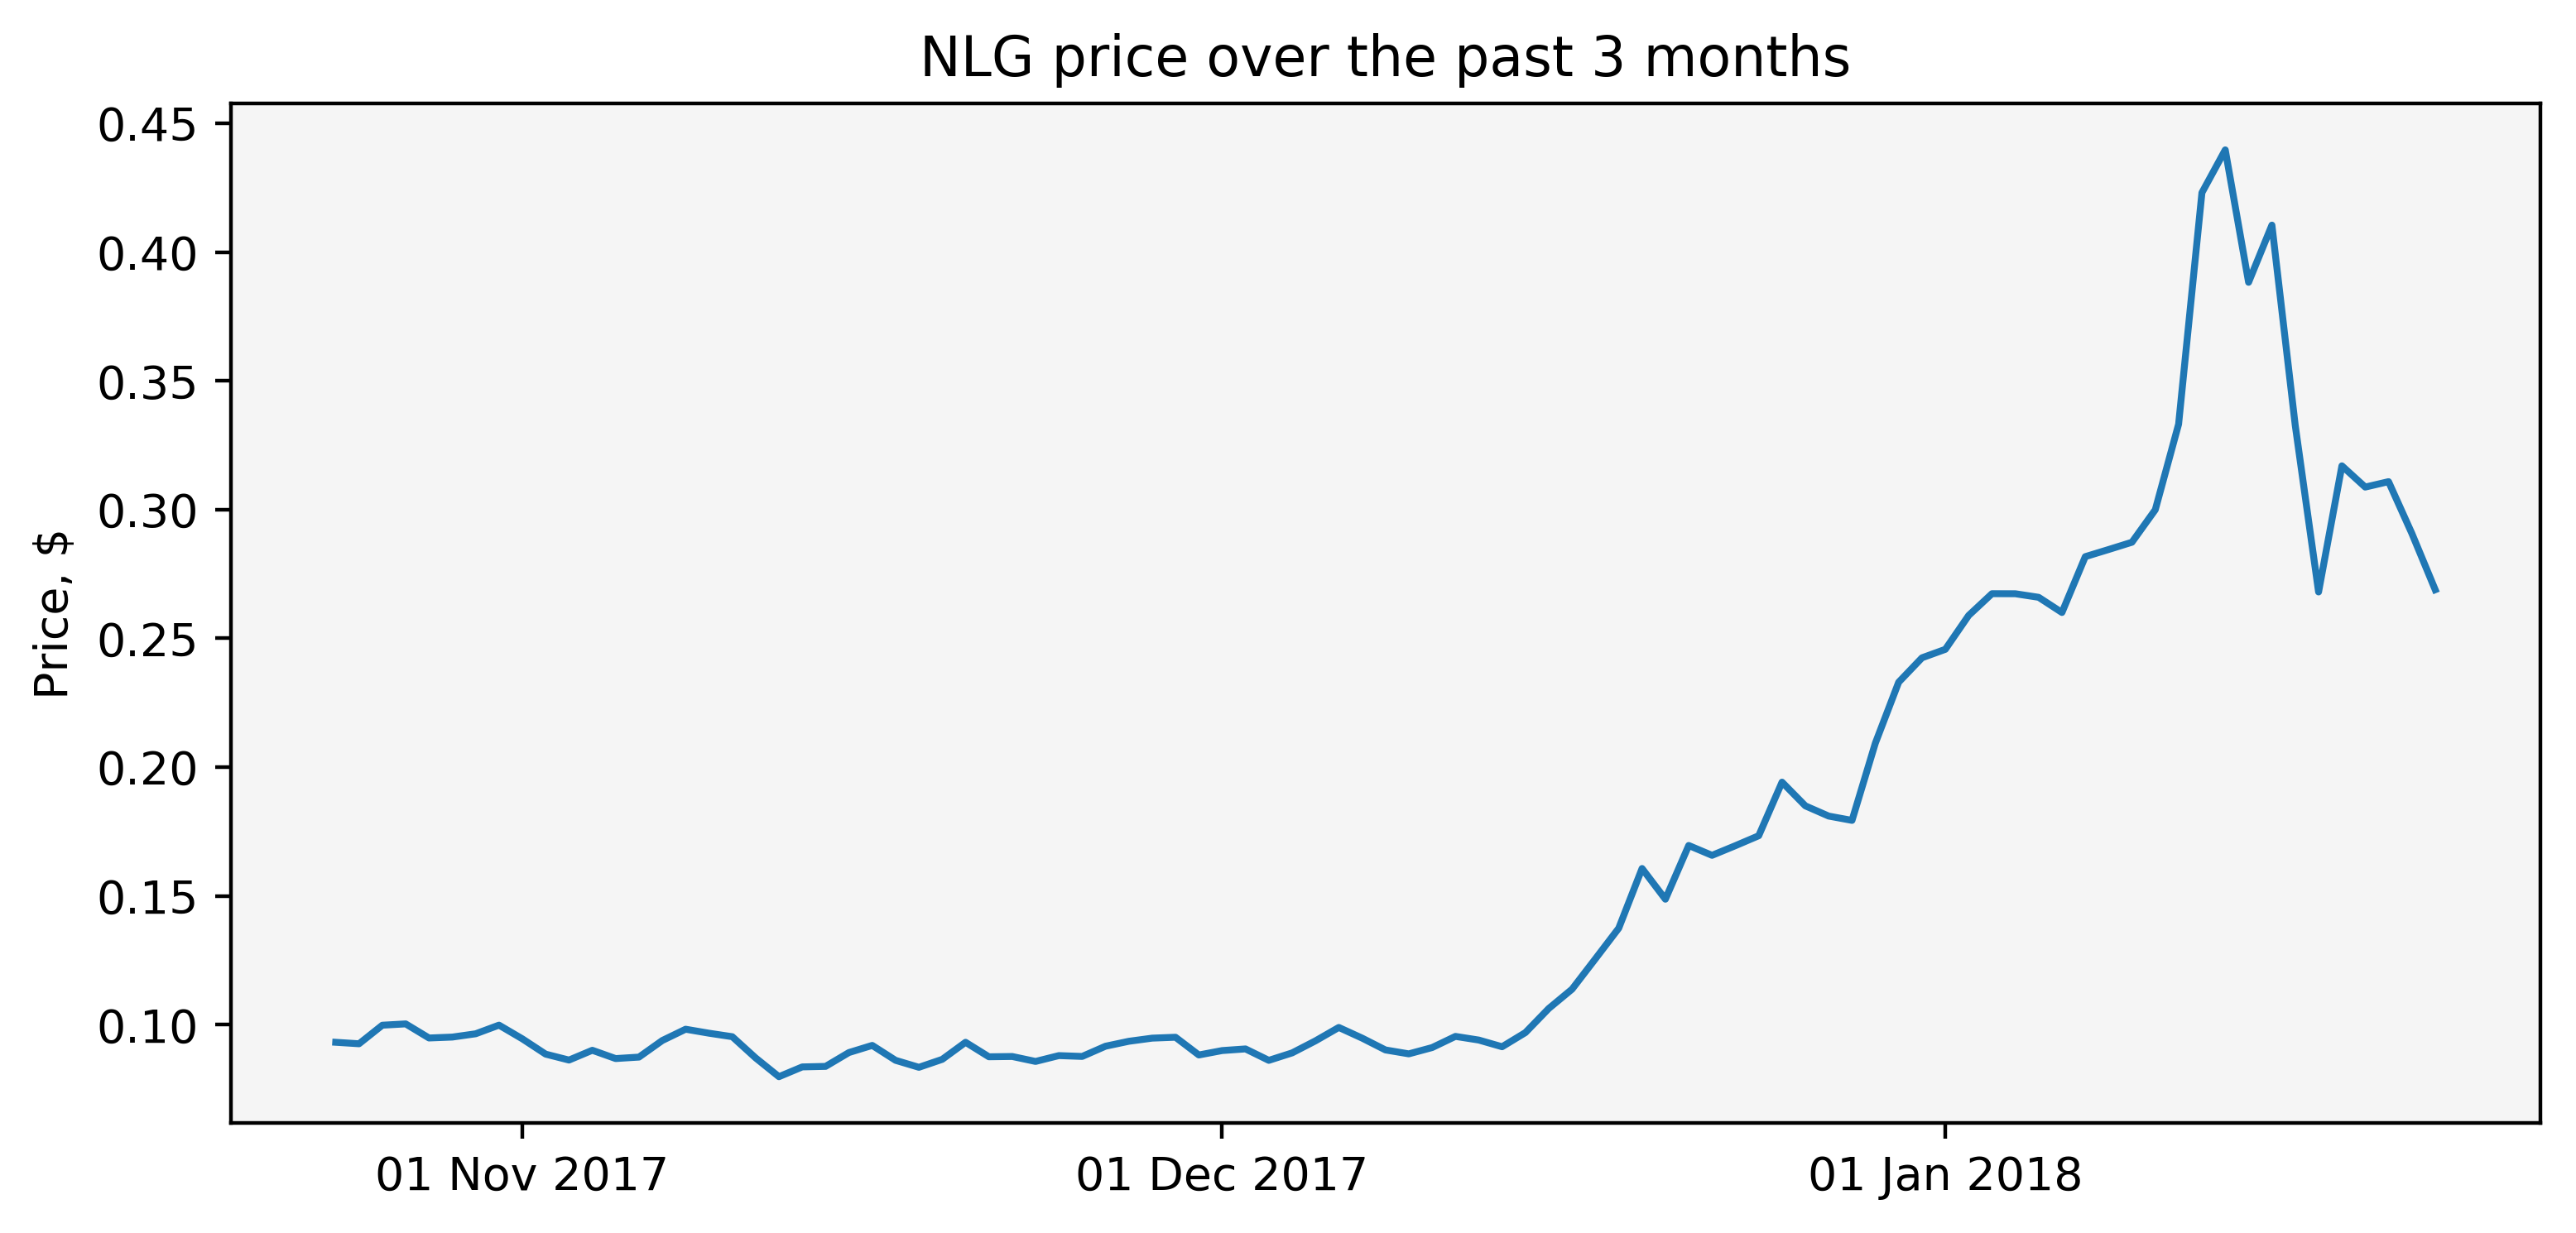 NLG price over the past 3 months
Price, $
0.45
0.40
0.35
0.30
0.25
0.20
0.15
0.10
01 Nov 2017
01 Dec 2017
01 Jan 2018